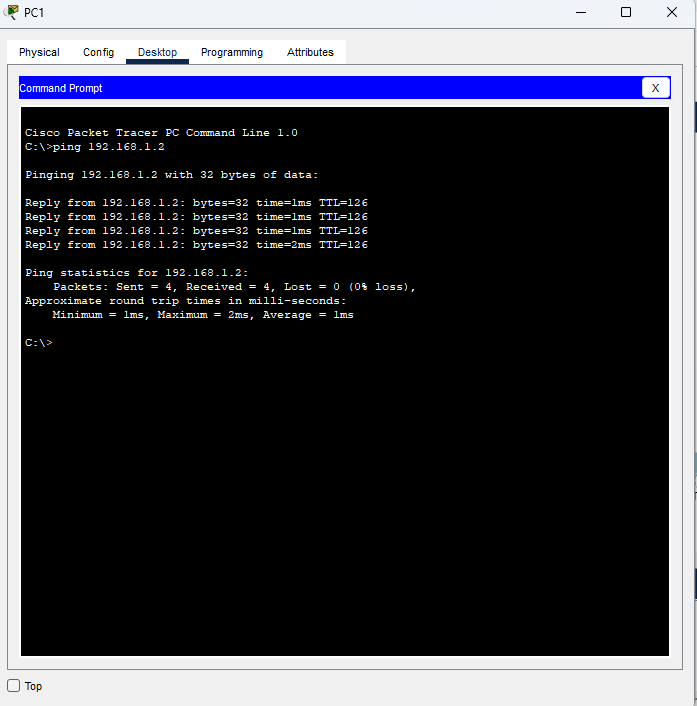 PC1
Physical Config Desktop Programming Attributes
Command Prompt
X
Cisco Packet Tracer PC Command Line 1.0
C:\>ping 192.168.1.2
Pinging 192.168.1.2 with 32 bytes of data:
Reply from 192.168.1.2: bytes=32 time=1ms TTL=126
Reply from 192.168.1.2: bytes=32 time=1ms TTL=126
Reply from 192.168.1.2: bytes=32 time=1ms TTL=126
Reply from 192.168.1.2: bytes=32 time=2ms TTL=126
Ping statistics for 192.168.1.2:
Packets: Sent = 4, Received = 4, Lost = 0 (0% loss),
Approximate round trip times in milli-seconds:
Minimum = 1ms, Maximum = 2ms, Average = 1ms
C:\>
Top